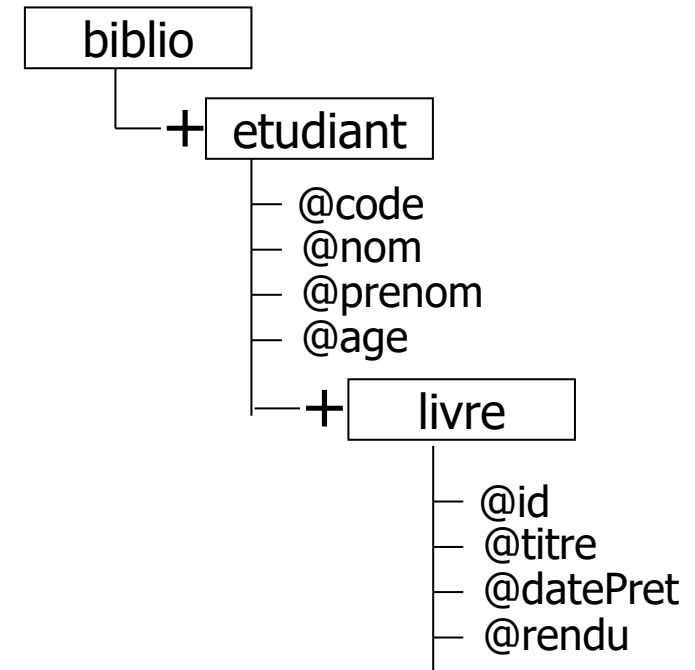 biblio
+ etudiant
@code
@nom
@prenom
@age
+ livre
@id
@titre
@datePret
@rendu